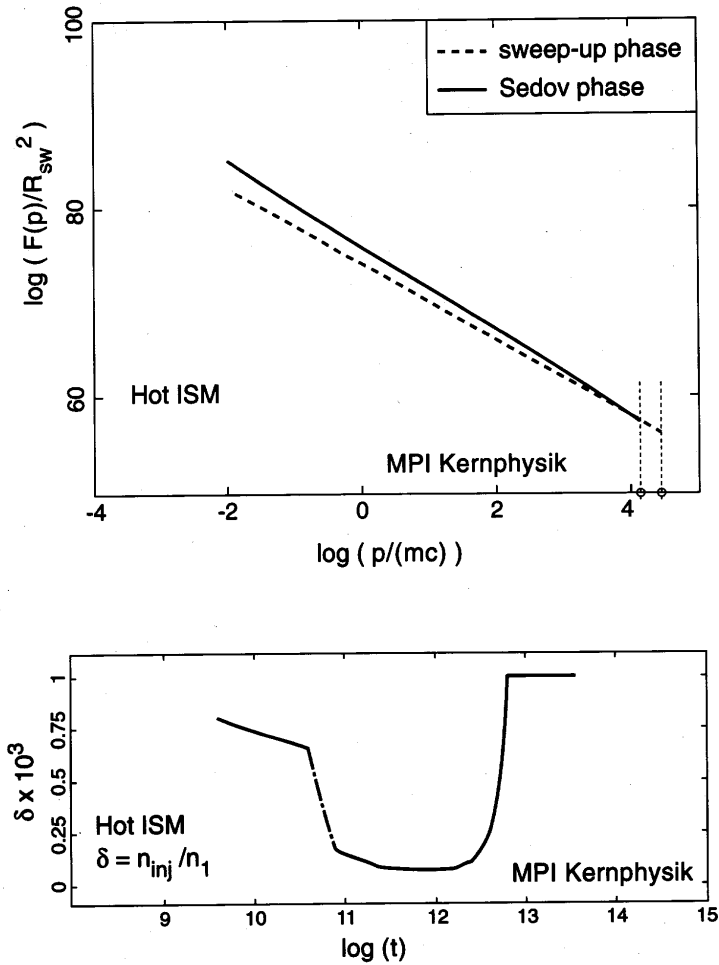 100
80
60
log ( F(p)/R_sw^2 )
sweep-up phase
Sedov phase
Hot ISM
MPI Kernphysik
-4 -2 0 2 4
log ( p/(mc) )
1
0.75
0.25
0
δ x 10^3
Hot ISM
δ = n_inj /n_1
MPI Kernphysik
9 10 11 12 13 14 15
log (t)